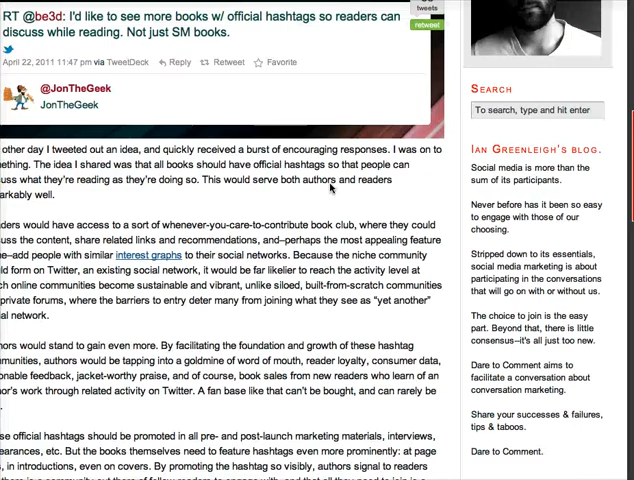 tweets
retweet
RT @be3d: I'd like to see more books w/ official hashtags so readers can
discuss while reading. Not just SM books.
April 22, 2011 11:47 pm via TweetDeck Reply Retweet Favorite
@JonTheGeek
JonTheGeek
other day I tweeted out an idea, and quickly received a burst of encouraging responses. I was on to
ething. The idea I shared was that all books should have official hashtags so that people can
uss what they're reading as they're doing so. This would serve both authors and readers
arkably well.
ders would have access to a sort of whenever-you-care-to-contribute book club, where they could
uss the content, share related links and recommendations, and–perhaps the most appealing feature
e–add people with similar interest graphs to their social networks. Because the niche community
ld form on Twitter, an existing social network, it would be far likelier to reach the activity level at
ch online communities become sustainable and vibrant, unlike siloed, built-from-scratch communities
private forums, where the barriers to entry deter many from joining what they see as "yet another"
al network.
ors would stand to gain even more. By facilitating the foundation and growth of these hashtag
munities, authors would be tapping into a goldmine of word of mouth, reader loyalty, consumer data,
onable feedback, jacket-worthy praise, and of course, book sales from new readers who learn of an
or's work through related activity on Twitter. A fan base like that can't be bought, and can rarely be
.
se official hashtags should be promoted in all pre- and post-launch marketing materials, interviews,
earances, etc. But the books themselves need to feature hashtags even more prominently: at page
s, in introductions, even on covers. By promoting the hashtag so visibly, authors signal to readers
SEARCH
To search, type and hit enter
IAN GREENLEIGH'S BLOG.
Social media is more than the
sum of its participants.
Never before has it been so easy
to engage with those of our
choosing.
Stripped down to its essentials,
social media marketing is about
participating in the conversations
that will go on with or without us.
The choice to join is the easy
part. Beyond that, there is little
consensus–it's all just too new.
Dare to Comment aims to
facilitate a conversation about
conversation marketing.
Share your successes & failures,
tips & taboos.
Dare to Comment.